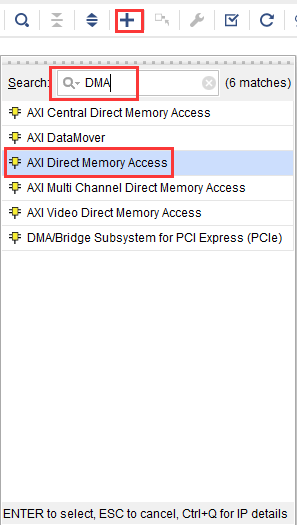 Search: DMA (6 matches)
AXI Central Direct Memory Access
AXI DataMover
AXI Direct Memory Access
AXI Multi Channel Direct Memory Access
AXI Video Direct Memory Access
DMA/Bridge Subsystem for PCI Express (PCIe)
ENTER to select, ESC to cancel, Ctrl+Q for IP details